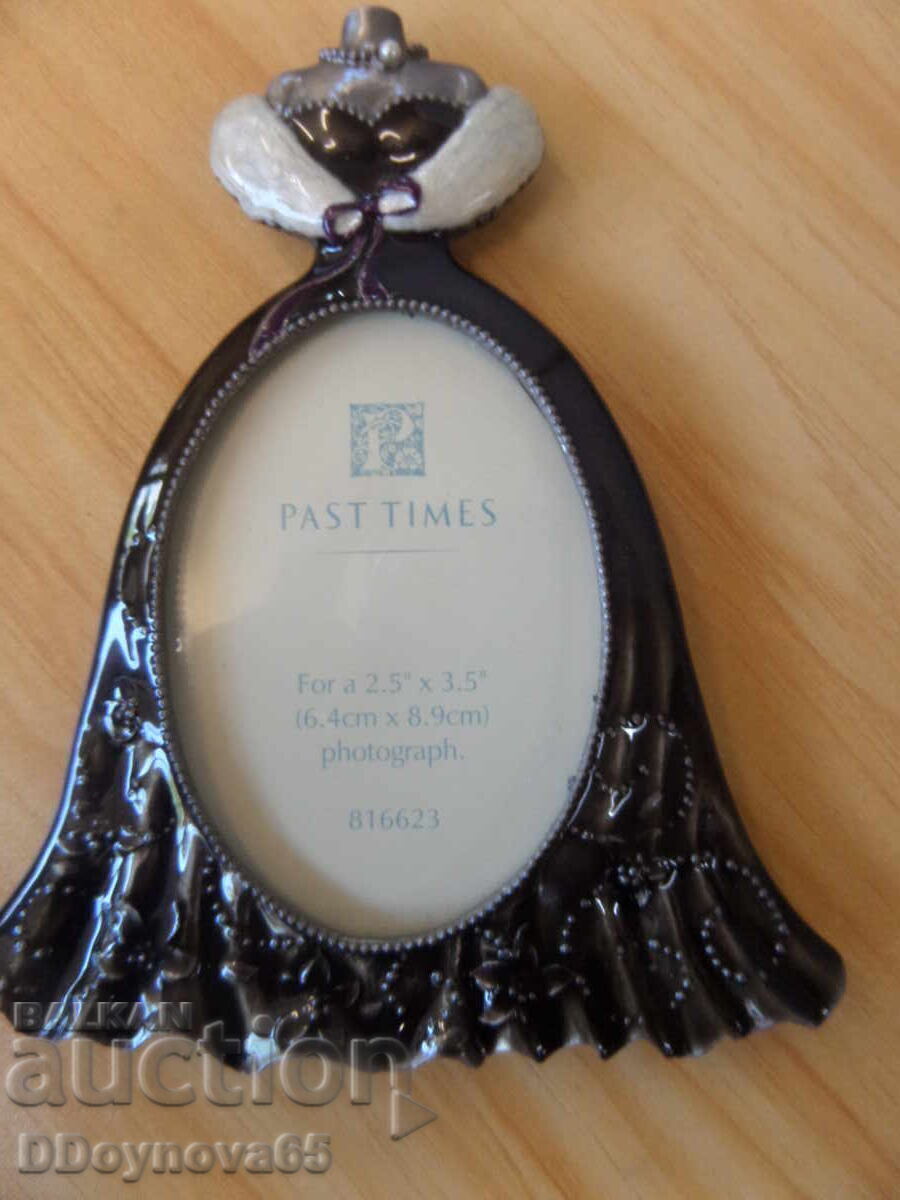 P
PAST TIMES
For a 2.5" x 3.5"
(6.4cm x 8.9cm)
photograph.
816623
BALKAN
auction
DDoynova65